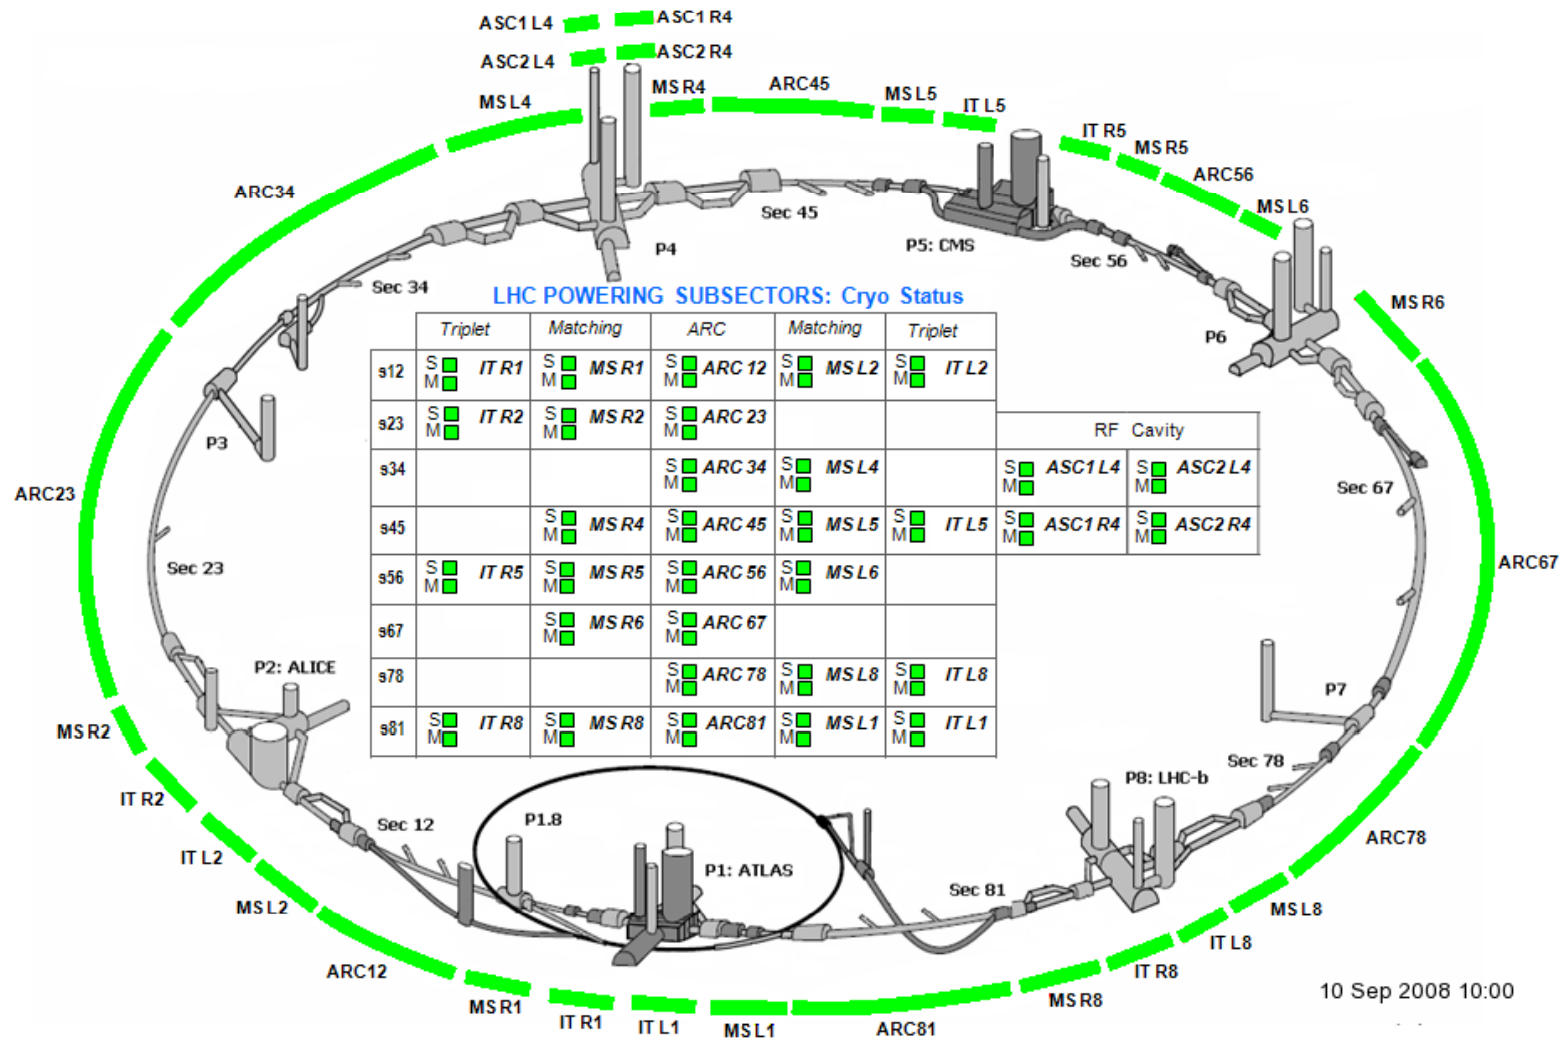 ASC1 L4
ASC1 R4
ASC2 L4
ASC2 R4
MS L4
MS R4
ARC45
MS L5
IT L5
IT R5
MS R5
ARC56
MS L6
ARC34
Sec 45
P4
P5: CMS
Sec 56
Sec 34
MS R6
P6
LHC POWERING SUBSECTORS: Cryo Status
Triplet Matching ARC Matching Triplet
s12 S M IT R1 S M MS R1 S M ARC 12 S M MS L2 S M IT L2
s23 S M IT R2 S M MS R2 S M ARC 23
RF Cavity
s34 S M ARC 34 S M MS L4 S M ASC1 L4 S M ASC2 L4
s45 S M MS R4 S M ARC 45 S M MS L5 S M IT L5 S M ASC1 R4 S M ASC2 R4
s56 S M IT R5 S M MS R5 S M ARC 56 S M MS L6
s67 S M MS R6 S M ARC 67
s78 S M ARC 78 S M MS L8 S M IT L8
s81 S M IT R8 S M MS R8 S M ARC81 S M MS L1 S M IT L1
P3
ARC23
Sec 67
Sec 23
ARC67
P2: ALICE
P7
MS R2
Sec 78
P8: LHC-b
IT R2
Sec 12
P1.8
ARC78
IT L2
P1: ATLAS
Sec 81
MS L2
MS L8
IT L8
ARC12
IT R8
MS R1
MS R8
IT R1
IT L1
MS L1
ARC81
10 Sep 2008 10:00